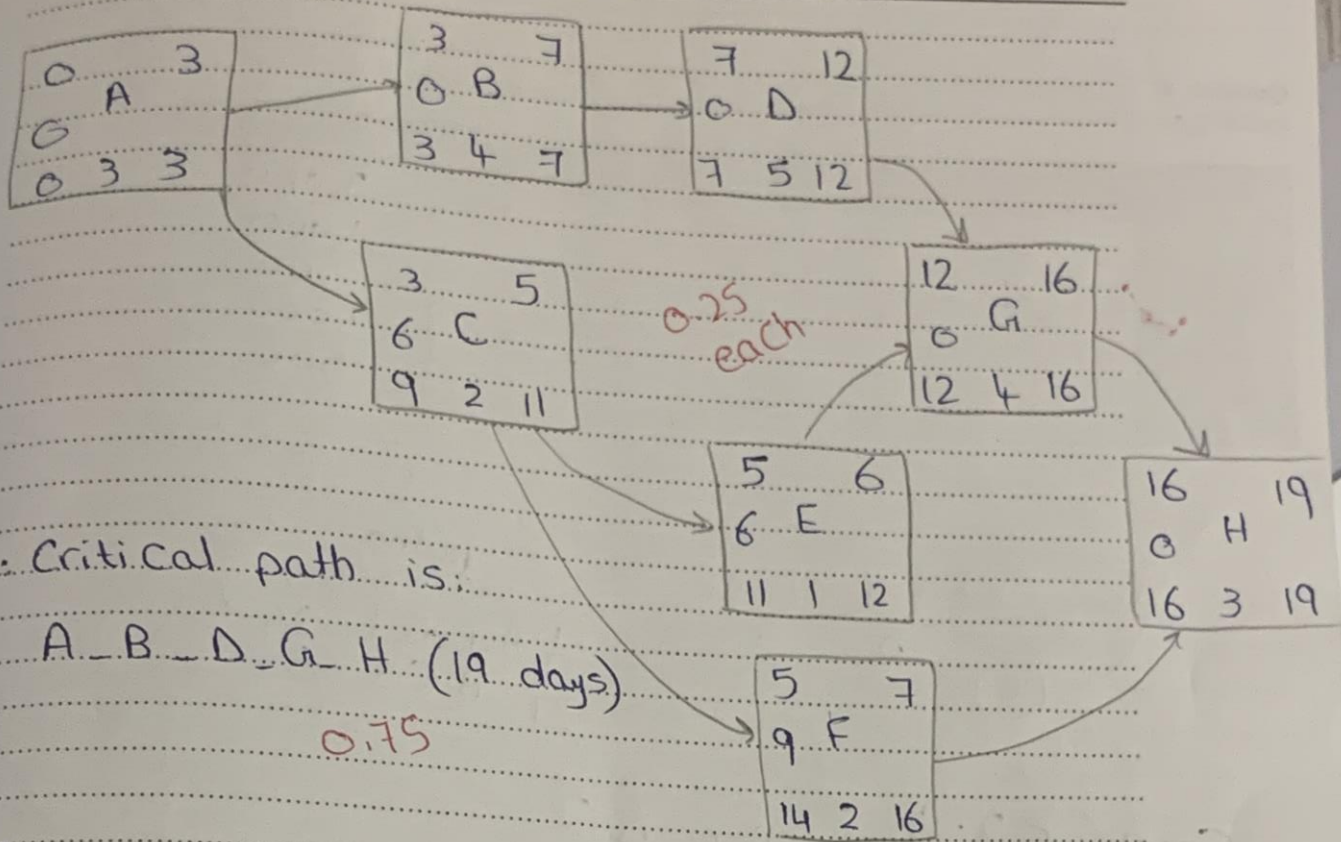 0 3
A
0
0 3 3
3 7
0 B
3 4 7
7 12
0 D
7 5 12
3 5
6 C
9 2 11
0.25
each
12 16
G
0
12 4 16
5 6
6 E
11 1 12
16 19
0 H
16 3 19
: Critical path is:
A_B_D_G_H (19 days)
0.75
5 7
9 F
14 2 16